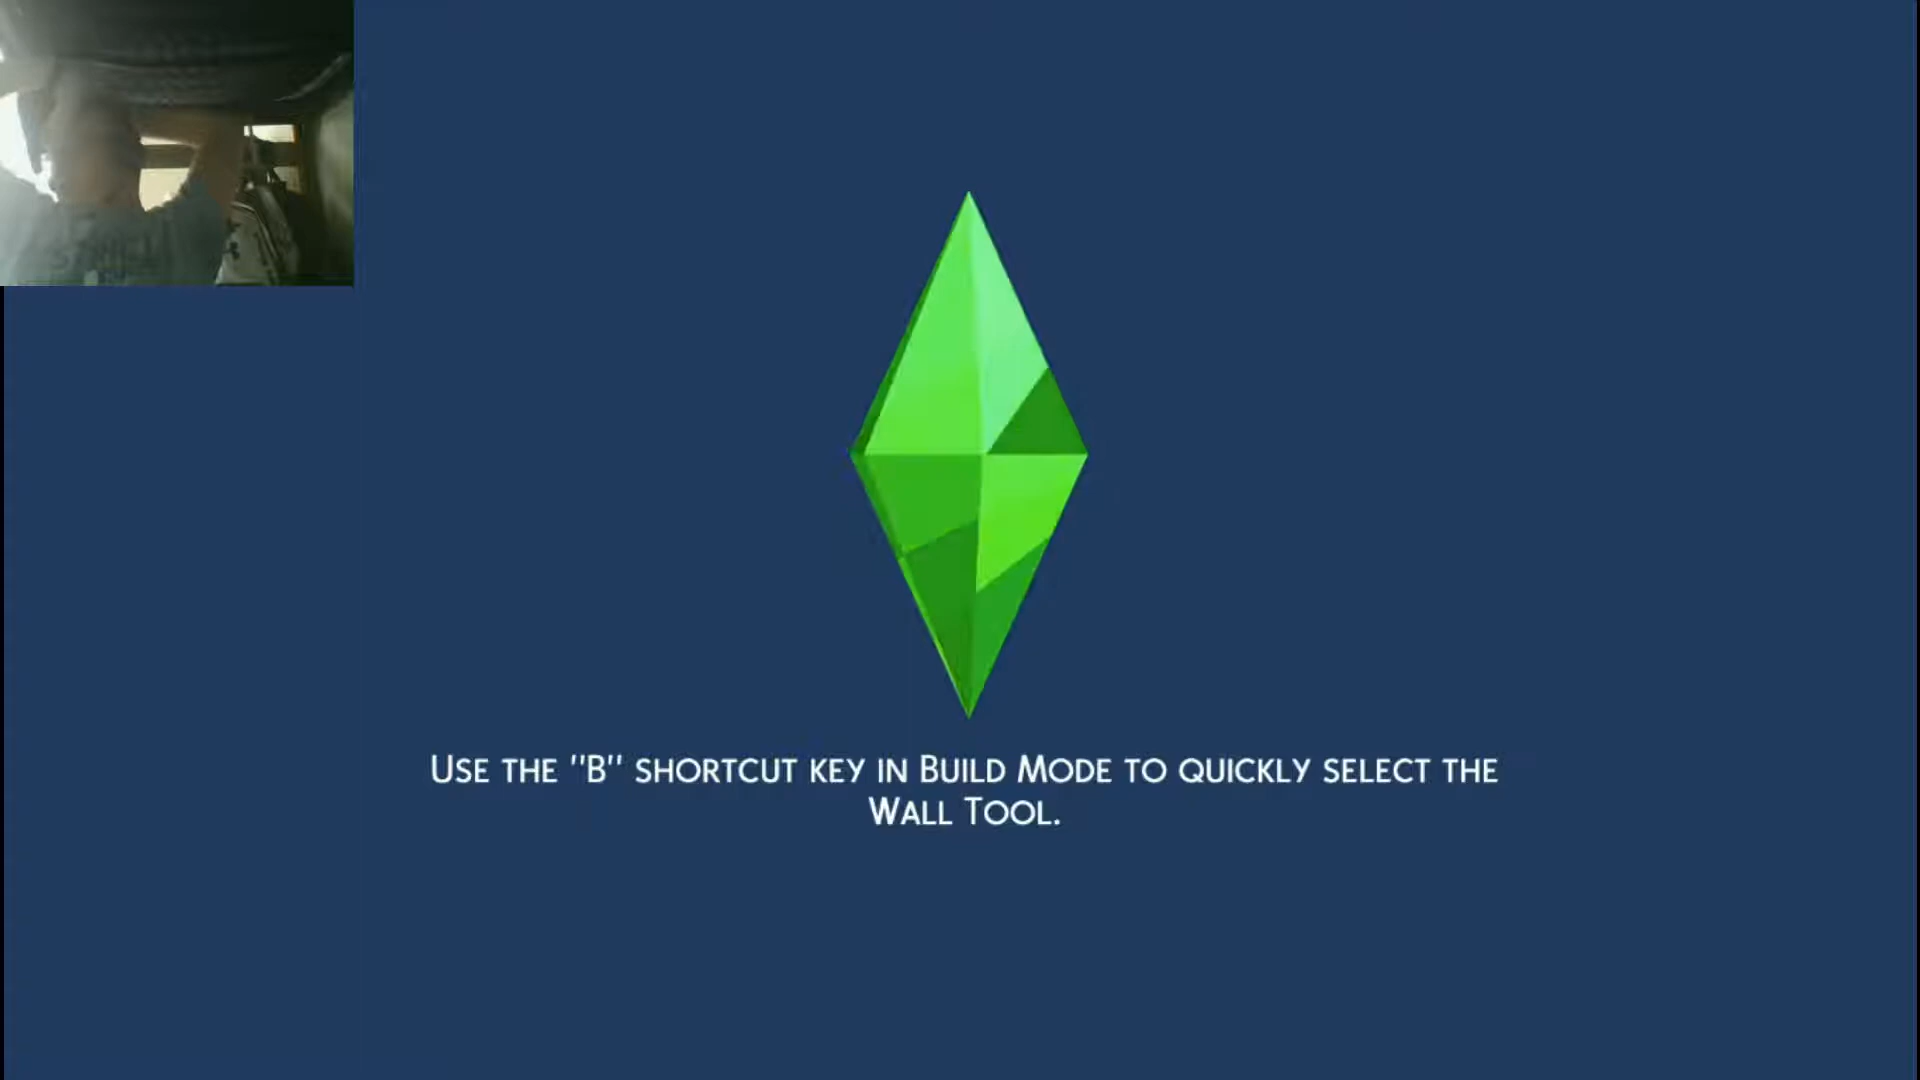 USE THE "B" SHORTCUT KEY IN BUILD MODE TO QUICKLY SELECT THE
WALL TOOL.